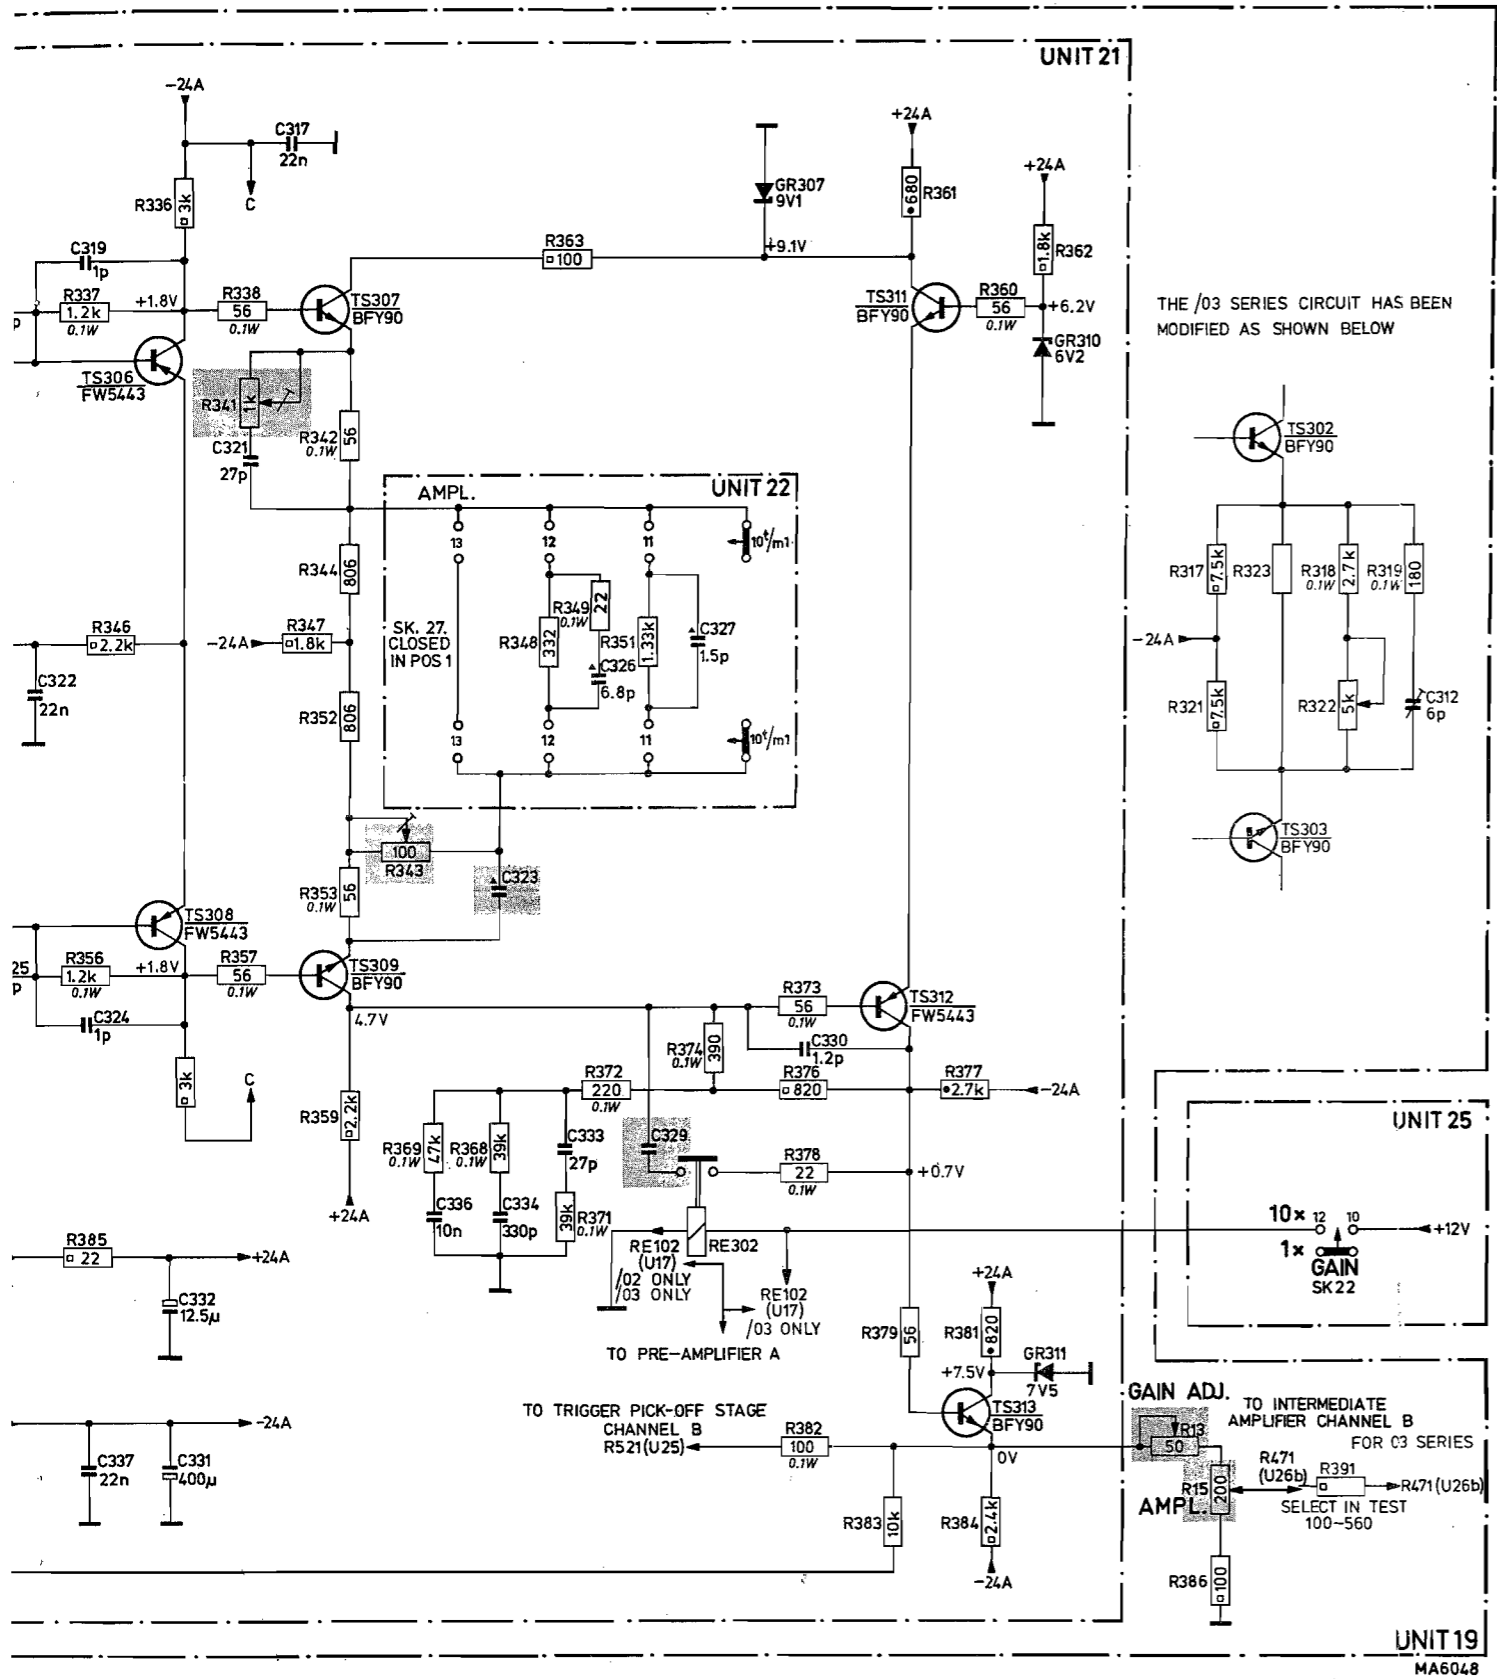 UNIT 21
-24A
C317
22n
R336
3k
C
C319
1p
R337
1.2k
0.1W
+1.8V
R338
56
0.1W
TS307
BFY90
R363
100
GR307
9V1
+9.1V
+24A
680
R361
+24A
1.8k
R362
TS311
BFY90
R360
56
0.1W
+6.2V
GR310
6V2
p
TS306
FW5443
R341
1k
R342
0.1W
56
C321
27p
THE /03 SERIES CIRCUIT HAS BEEN
MODIFIED AS SHOWN BELOW
TS302
BFY90
R317
7.5k
R323
R318
0.1W
2.7k
R319
0.1W
180
-24A
R321
7.5k
R322
5k
C312
6p
TS303
BFY90
AMPL.
UNIT 22
13
12
11
10t/m1
R344
806
SK. 27.
CLOSED
IN POS 1
R349
0.1W
22
R348
332
R351
1.33k
C327
1.5p
C326
6.8p
13
12
11
10t/m1
R346
2.2k
-24A
R347
1.8k
C322
22n
R352
806
100
R343
C323
R353
0.1W
56
TS308
FW5443
25
p
R356
1.2k
0.1W
+1.8V
R357
56
0.1W
TS309
BFY90
C324
1p
4.7V
3k
C
R359
2.2k
+24A
R373
56
0.1W
TS312
FW5443
R374
0.1W
390
C330
1.2p
R372
220
0.1W
R376
820
R377
2.7k
-24A
R369
0.1W
47k
R368
0.1W
39k
C333
27p
C329
R378
22
0.1W
+0.7V
C336
10n
C334
330p
39k
R371
0.1W
RE102
(U17)
/02 ONLY
/03 ONLY
RE302
RE102
(U17)
/03 ONLY
TO PRE-AMPLIFIER A
UNIT 25
10x
12
10
+12V
1x
GAIN
SK22
R385
22
+24A
C332
12.5µ
-24A
C337
22n
C331
400µ
R379
56
+24A
R381
820
+7.5V
GR311
7V5
TS313
BFY90
TO TRIGGER PICK-OFF STAGE
CHANNEL B
R521(U25)
R382
100
0.1W
0V
R383
10k
R384
2.4k
-24A
GAIN ADJ.
R13
50
TO INTERMEDIATE
AMPLIFIER CHANNEL B
FOR 03 SERIES
R15
200
AMPL.
R471
(U26b)
R391
R471(U26b)
SELECT IN TEST
100~560
R386
100
UNIT 19
MA6048